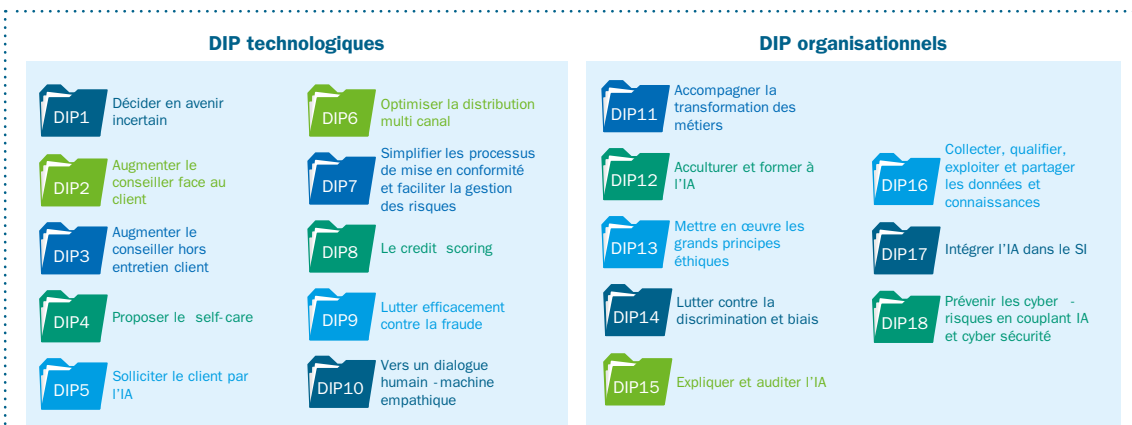 DIP technologiques
DIP1
Décider en avenir
incertain
DIP2
Augmenter le
conseiller face au
client
DIP3
Augmenter le
conseiller hors
entretien client
DIP4
Proposer le self-care
DIP5
Solliciter le client par
l'IA
DIP6
Optimiser la distribution
multi canal
DIP7
Simplifier les processus
de mise en conformité
et faciliter la gestion
des risques
DIP8
Le credit scoring
DIP9
Lutter efficacement
contre la fraude
DIP10
Vers un dialogue
humain - machine
empathique
DIP organisationnels
DIP11
Accompagner la
transformation des
métiers
DIP12
Acculturer et former à
l'IA
DIP13
Mettre en œuvre les
grands principes
éthiques
DIP14
Lutter contre la
discrimination et biais
DIP15
Expliquer et auditer l'IA
DIP16
Collecter, qualifier,
exploiter et partager
les données et
connaissances
DIP17
Intégrer l'IA dans le SI
DIP18
Prévenir les cyber -
risques en couplant IA
et cyber sécurité